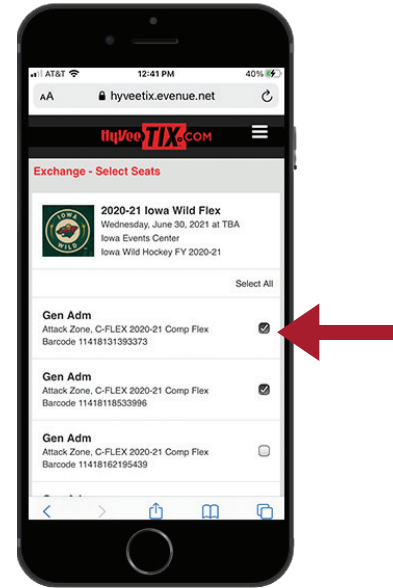 AT&T 12:41 PM 40%
AA hyveetix.evenue.net
HyVee TIX.COM
Exchange - Select Seats
IOWA WILD
2020-21 Iowa Wild Flex
Wednesday, June 30, 2021 at TBA
Iowa Events Center
Iowa Wild Hockey FY 2020-21
Select All
Gen Adm
Attack Zone, C-FLEX 2020-21 Comp Flex
Barcode 11418131393373
Gen Adm
Attack Zone, C-FLEX 2020-21 Comp Flex
Barcode 11418118533996
Gen Adm
Attack Zone, C-FLEX 2020-21 Comp Flex
Barcode 11418162195439